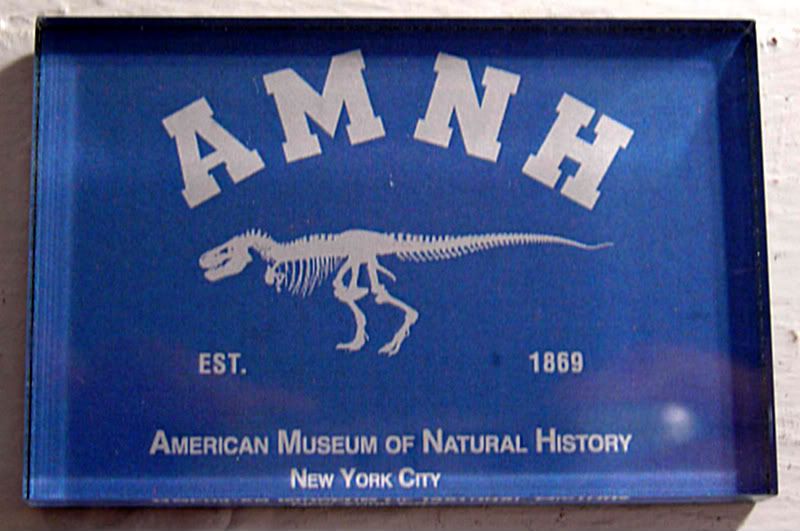 AMNH
EST. 1869
AMERICAN MUSEUM OF NATURAL HISTORY
NEW YORK CITY